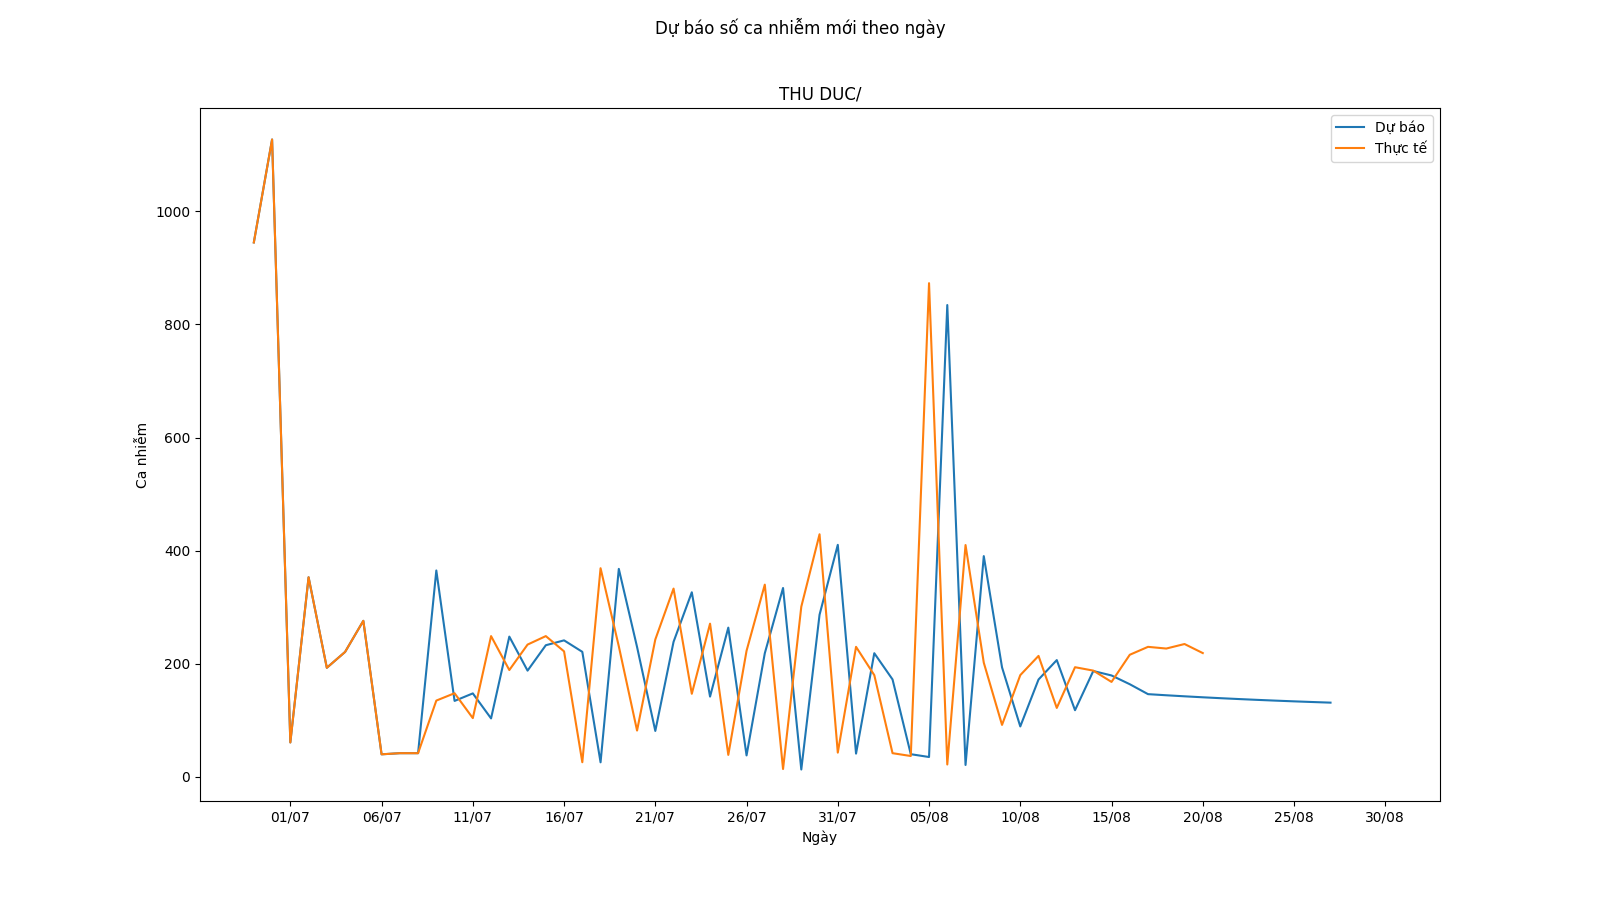 Dự báo số ca nhiễm mới theo ngày
THU DUC/
Dự báo
Thực tế
1000
800
600
400
200
0
Ca nhiễm
01/07 06/07 11/07 16/07 21/07 26/07 31/07 05/08 10/08 15/08 20/08 25/08 30/08
Ngày